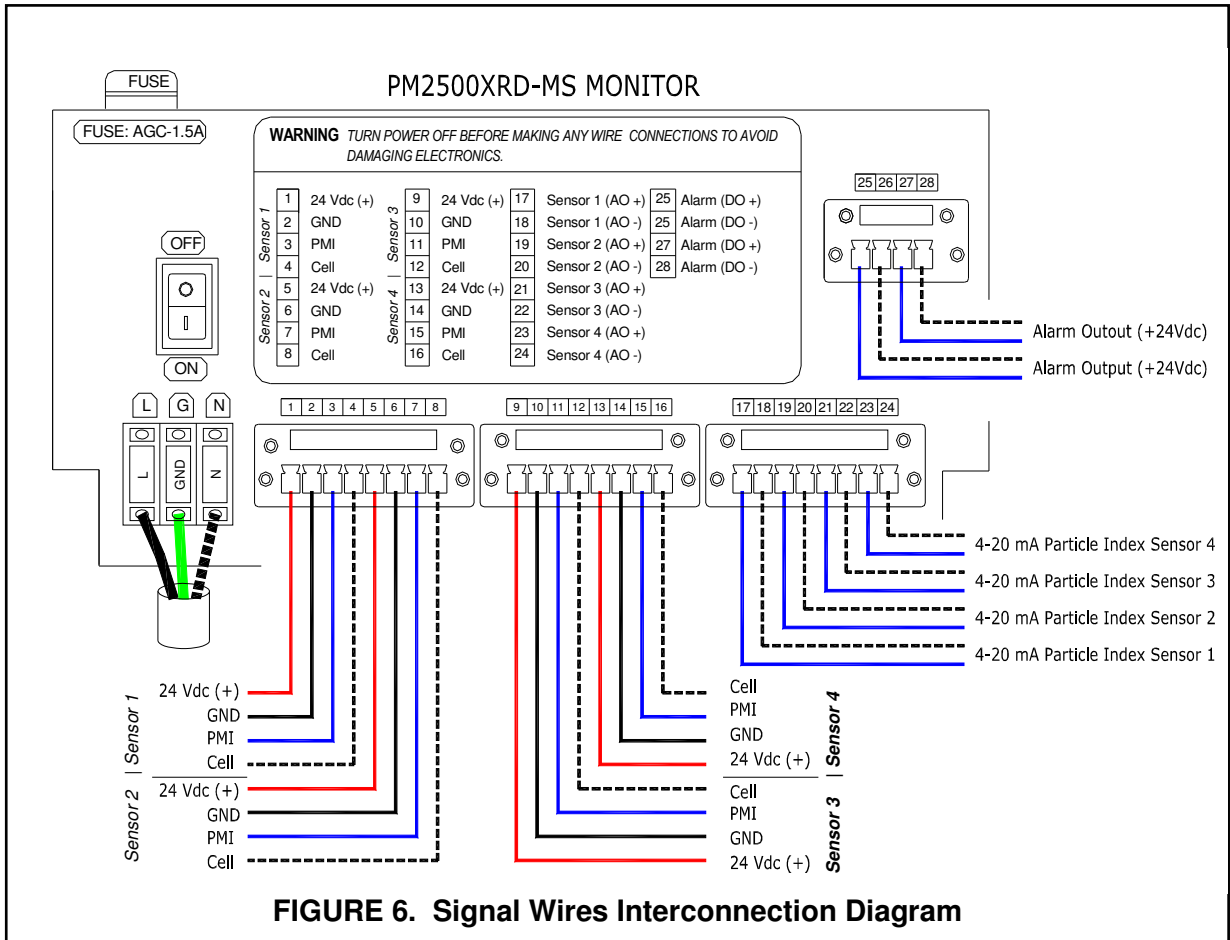 FUSE
PM2500XRD-MS MONITOR
FUSE: AGC-1.5A
WARNING TURN POWER OFF BEFORE MAKING ANY WIRE CONNECTIONS TO AVOID
DAMAGING ELECTRONICS.
Sensor 2 | Sensor 1
1 24 Vdc (+)
2 GND
3 PMI
4 Cell
5 24 Vdc (+)
6 GND
7 PMI
8 Cell
Sensor 4 | Sensor 3
9 24 Vdc (+)
10 GND
11 PMI
12 Cell
13 24 Vdc (+)
14 GND
15 PMI
16 Cell
17 Sensor 1 (AO +)
18 Sensor 1 (AO -)
19 Sensor 2 (AO +)
20 Sensor 2 (AO -)
21 Sensor 3 (AO +)
22 Sensor 3 (AO -)
23 Sensor 4 (AO +)
24 Sensor 4 (AO -)
25 Alarm (DO +)
25 Alarm (DO -)
27 Alarm (DO +)
28 Alarm (DO -)
25 26 27 28
OFF
ON
Alarm Outout (+24Vdc)
Alarm Output (+24Vdc)
L G N
L GND N
1 2 3 4 5 6 7 8
9 10 11 12 13 14 15 16
17 18 19 20 21 22 23 24
4-20 mA Particle Index Sensor 4
4-20 mA Particle Index Sensor 3
4-20 mA Particle Index Sensor 2
4-20 mA Particle Index Sensor 1
Sensor 2 | Sensor 1
24 Vdc (+)
GND
PMI
Cell
24 Vdc (+)
GND
PMI
Cell
Cell
PMI
GND
24 Vdc (+)
Cell
PMI
GND
24 Vdc (+)
Sensor 3 | Sensor 4
FIGURE 6. Signal Wires Interconnection Diagram